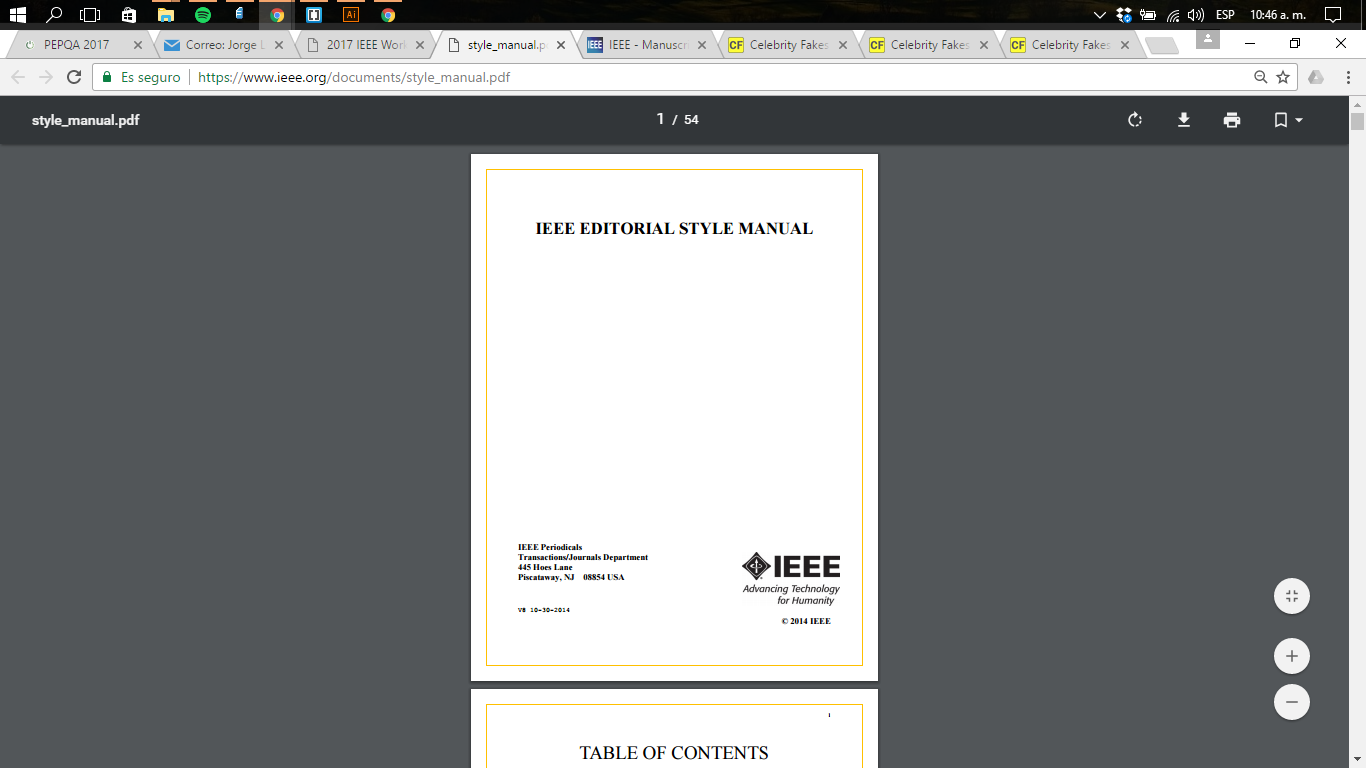 ESP 10:46 a. m.
PEPQA 2017
Correo: Jorge L
2017 IEEE Wor
style_manual.p
IEEE IEEE - Manuscr
CF Celebrity Fakes
CF Celebrity Fakes
CF Celebrity Fakes
Es seguro https://www.ieee.org/documents/style_manual.pdf
style_manual.pdf
1 / 54
IEEE EDITORIAL STYLE MANUAL
IEEE Periodicals
Transactions/Journals Department
445 Hoes Lane
Piscataway, NJ 08854 USA
V8 10-30-2014
IEEE
Advancing Technology
for Humanity
© 2014 IEEE
1
TABLE OF CONTENTS